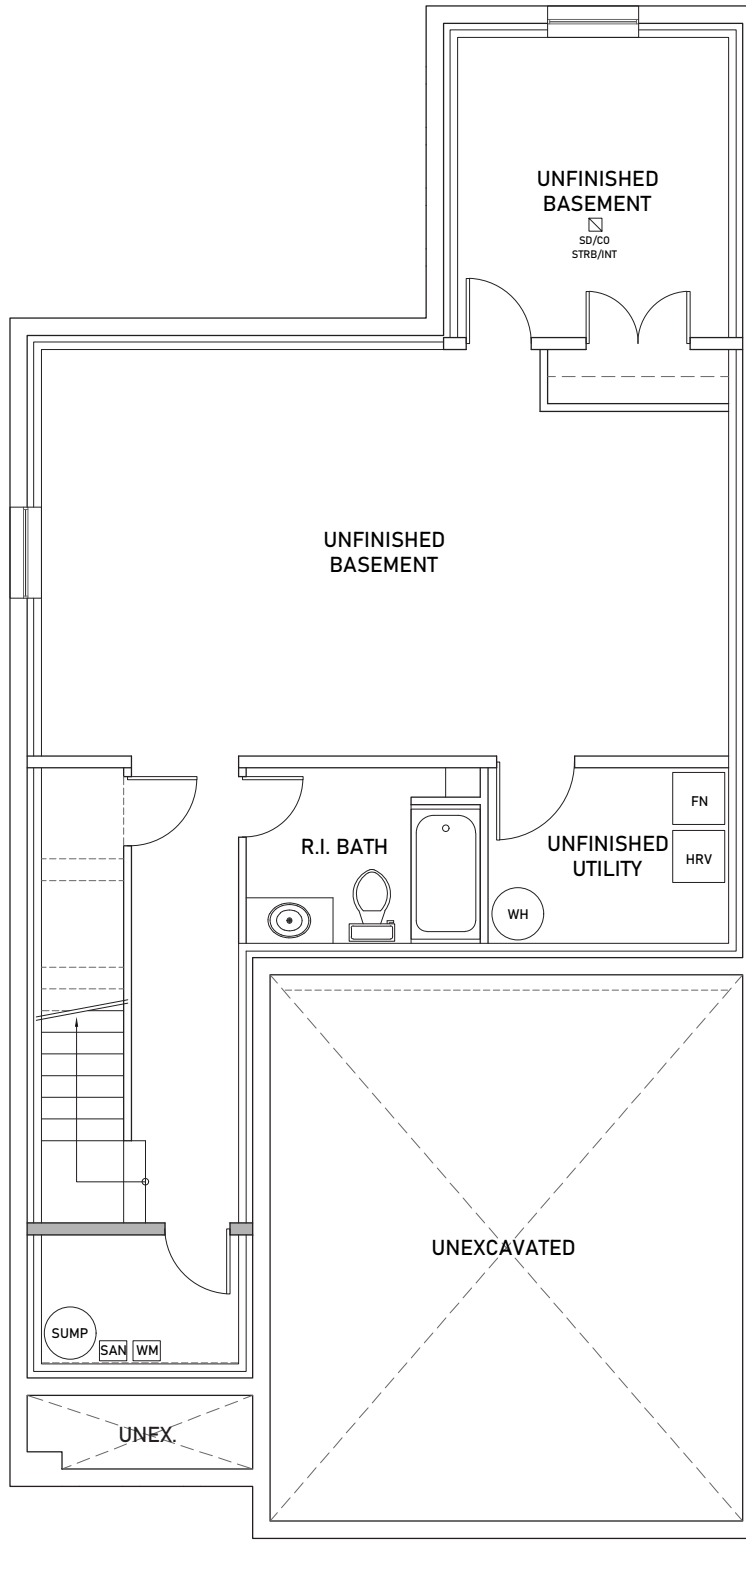 UNFINISHED
BASEMENT
SD/CO
STRB/INT
UNFINISHED
BASEMENT
FN
R.I. BATH
UNFINISHED
UTILITY
HRV
WH
UNEXCAVATED
SUMP
SAN
WM
UNEX.